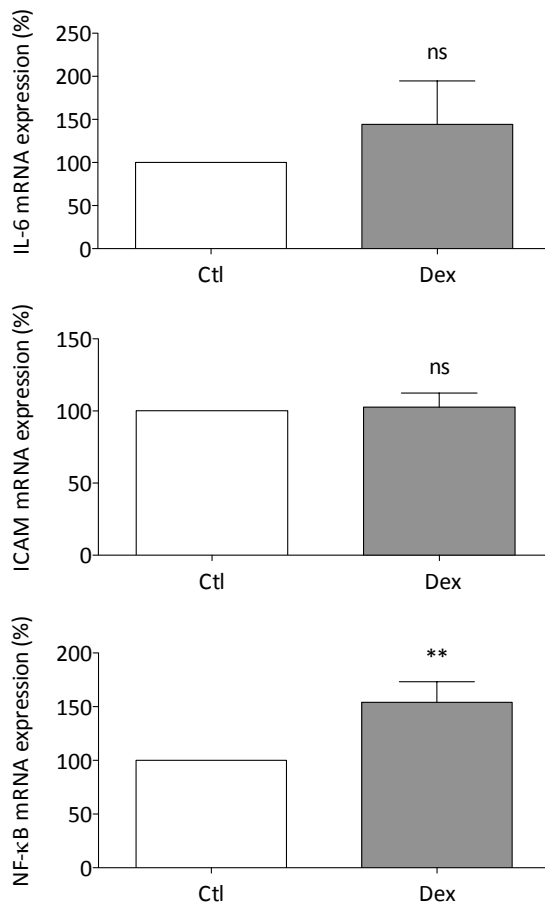 IL-6 mRNA expression (%)
250
200
150
100
50
0
ns
Ctl
Dex
ICAM mRNA expression (%)
150
100
50
0
ns
Ctl
Dex
NF-κB mRNA expression (%)
200
150
100
50
0
**
Ctl
Dex